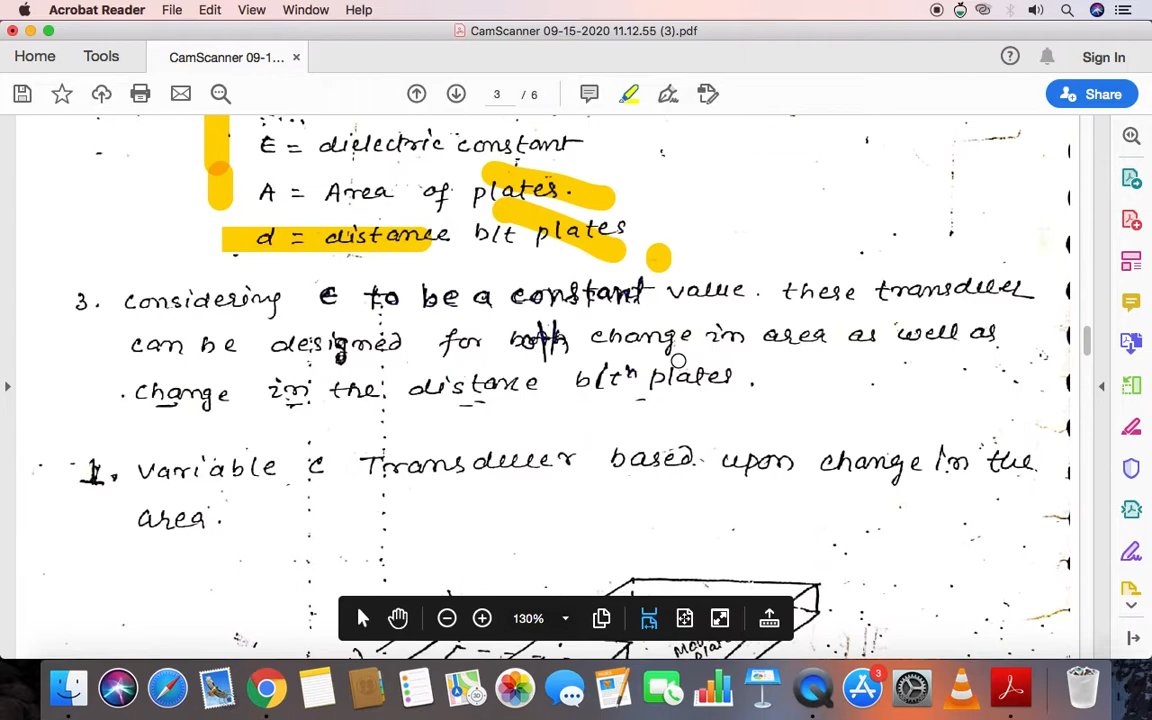 Acrobat Reader File Edit View Window Help
CamScanner 09-15-2020 11.12.55 (3).pdf
Home Tools CamScanner 09-1... × Sign In
3 / 6 Share
E = dielectric constant
A = Area of plates.
d = distance b/t plates
3. considering E to be a constant value. these transducer
can be designed for both change in area as well as
change in the distance b/tn plates.
1. variable C Transducer based upon change in the
area.
130%
Plate
3